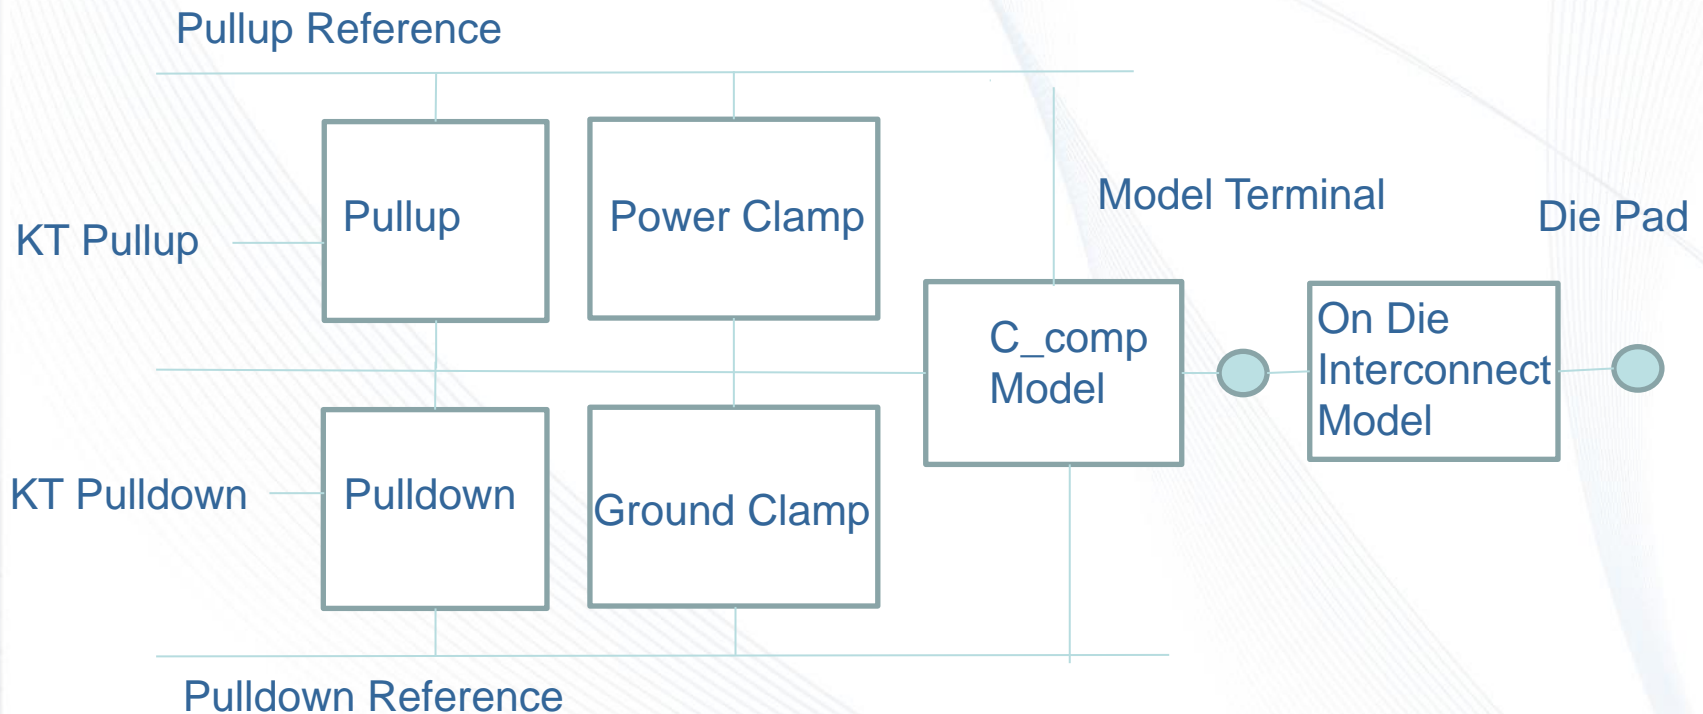 Pullup Reference
Model Terminal
Die Pad
KT Pullup
Pullup
Power Clamp
C_comp
Model
On Die
Interconnect
Model
KT Pulldown
Pulldown
Ground Clamp
Pulldown Reference